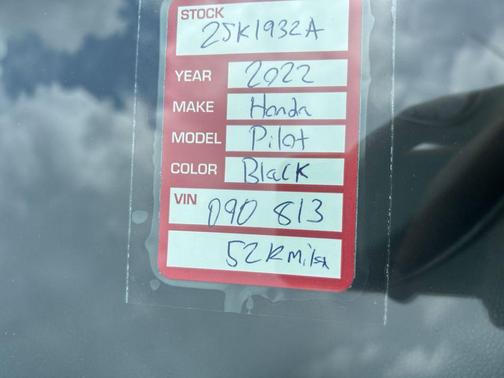 STOCK
25K1932A
YEAR 2022
MAKE Honda
MODEL Pilot
COLOR Black
VIN 090 813
52K miles